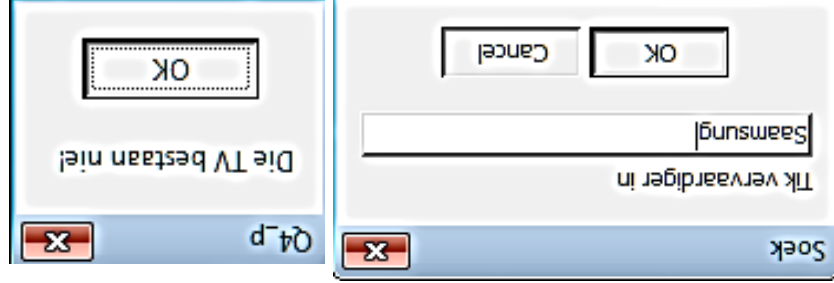 Soek
Tik vervaardiger in
Saamsung
OK Cancel
Q4_p
Die TV bestaan nie!
OK